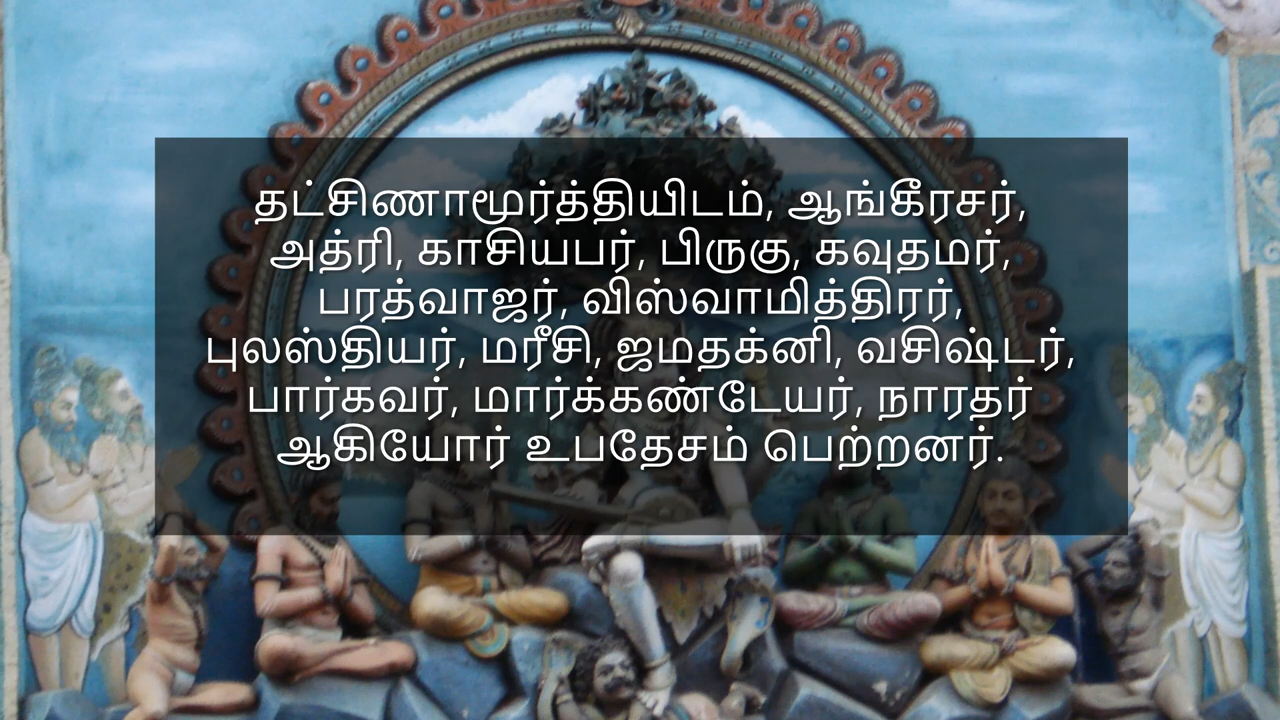 தட்சிணாமூர்த்தியிடம், ஆங்கீரசர்,
அத்ரி, காசியபர், பிருகு, கவுதமர்,
பரத்வாஜர், விஸ்வாமித்திரர்,
புலஸ்தியர், மரீசி, ஜமதக்னி, வசிஷ்டர்,
பார்கவர், மார்க்கண்டேயர், நாரதர்
ஆகியோர் உபதேசம் பெற்றனர்.